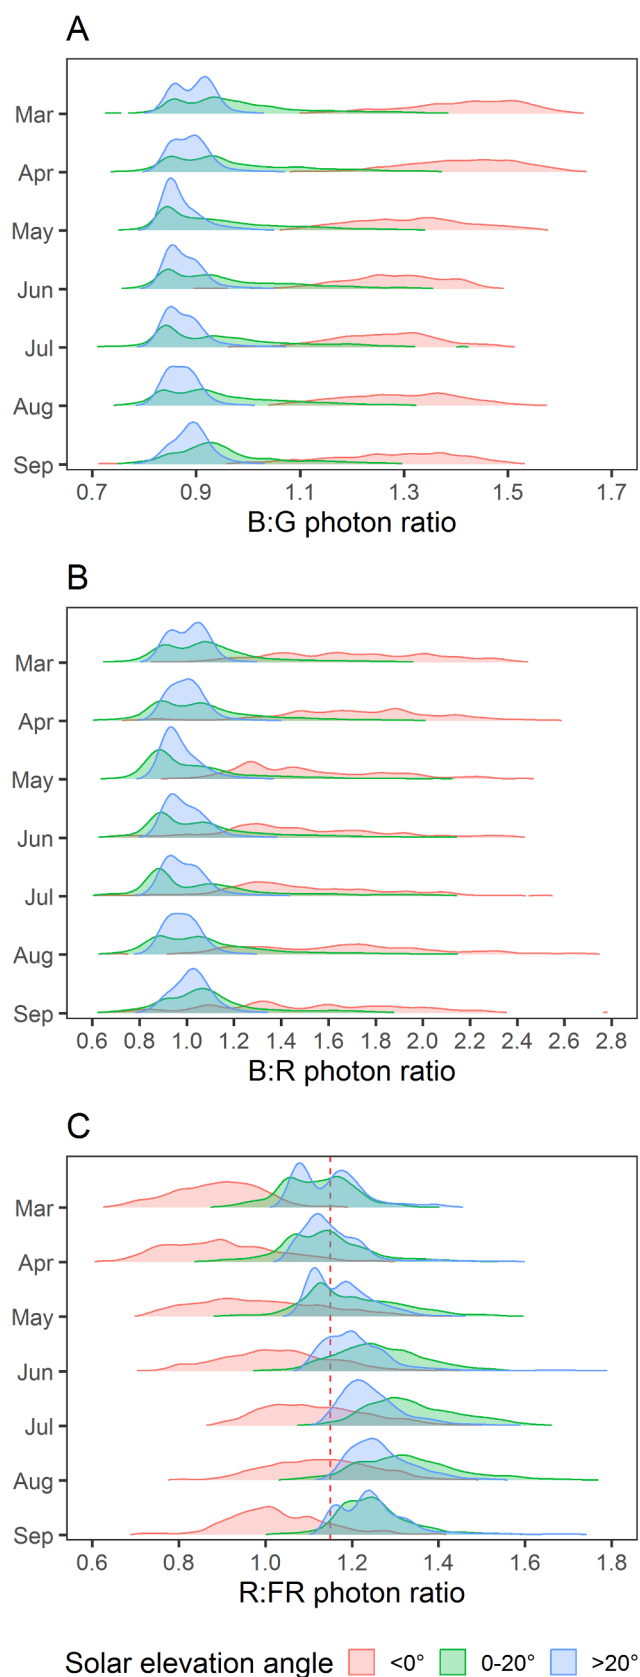 A
Mar
Apr
May
Jun
Jul
Aug
Sep
0.7 0.9 1.1 1.3 1.5 1.7
B:G photon ratio
B
Mar
Apr
May
Jun
Jul
Aug
Sep
0.6 0.8 1.0 1.2 1.4 1.6 1.8 2.0 2.2 2.4 2.6 2.8
B:R photon ratio
C
Mar
Apr
May
Jun
Jul
Aug
Sep
0.6 0.8 1.0 1.2 1.4 1.6 1.8
R:FR photon ratio
Solar elevation angle <0° 0-20° >20°